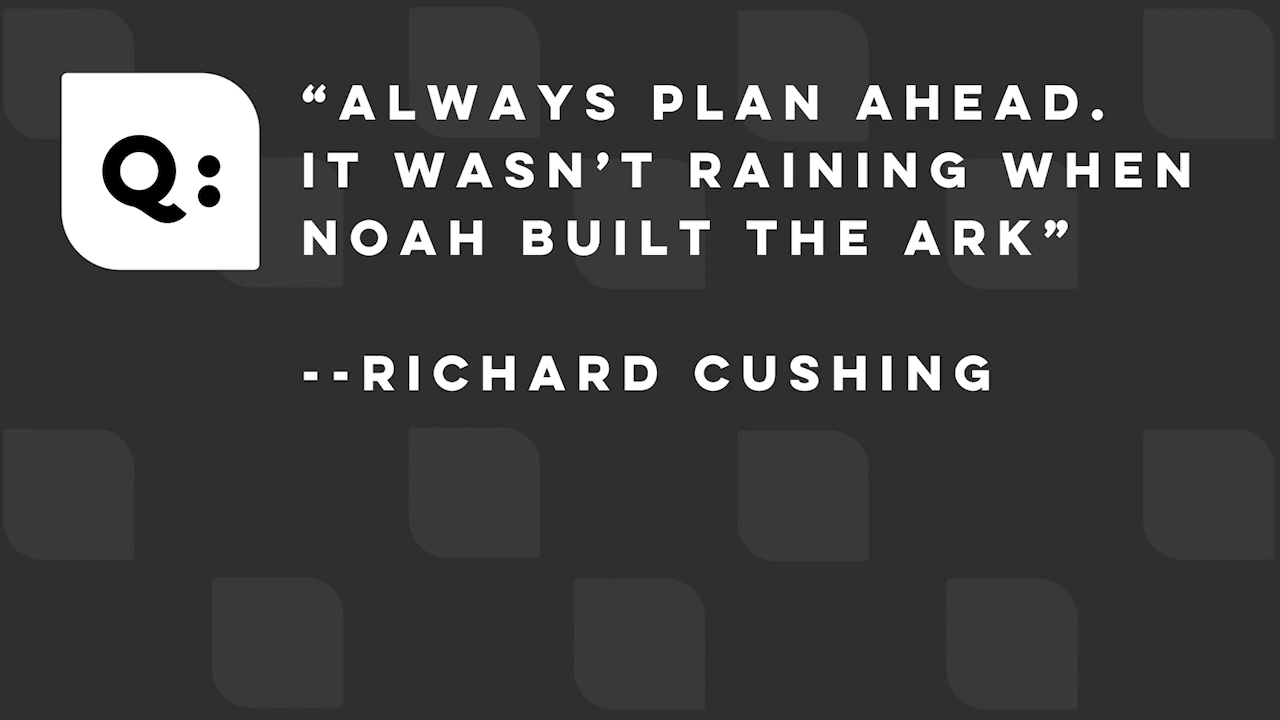 Q:
“ALWAYS PLAN AHEAD.
IT WASN’T RAINING WHEN
NOAH BUILT THE ARK”
--RICHARD CUSHING